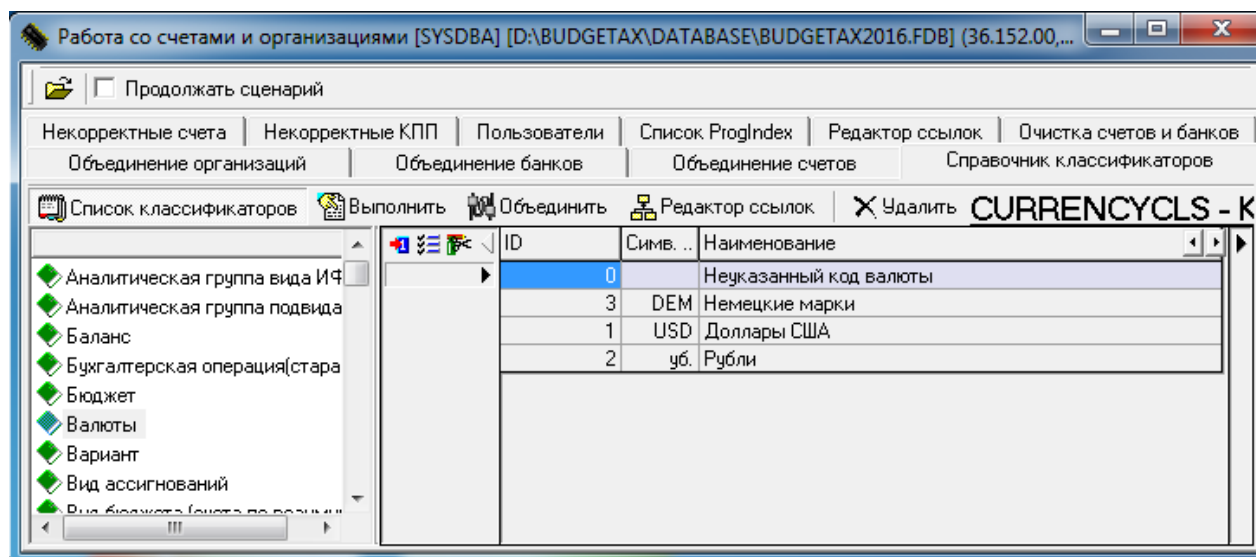 Работа со счетами и организациями [SYSDBA] [D:\BUDGETAX\DATABASE\BUDGETAX2016.FDB] (36.152.00,...
Продолжать сценарий
Некорректные счета Некорректные КПП Пользователи Список ProgIndex Редактор ссылок Очистка счетов и банков
Объединение организаций Объединение банков Объединение счетов Справочник классификаторов
Список классификаторов Выполнить Объединить Редактор ссылок Удалить CURRENCYCLS - К
ID Симв. .. Наименование
Аналитическая группа вида ИФ
Аналитическая группа подвида
Баланс
Бухгалтерская операция(стара
Бюджет
Валюты
Вариант
Вид ассигнований
0 Неуказанный код валюты
3 DEM Немецкие марки
1 USD Доллары США
2 уб. Рубли